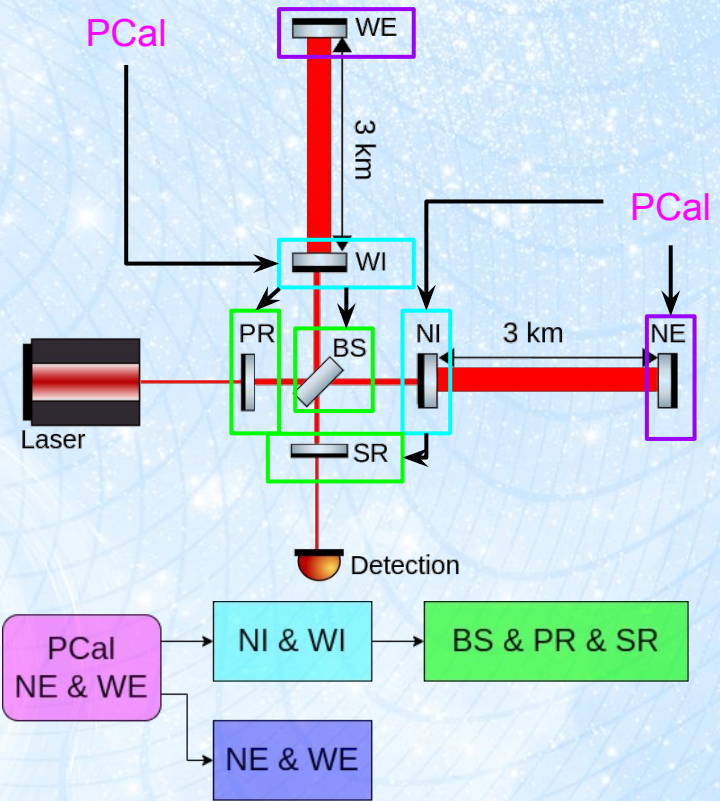 PCal
WE
3 km
WI
PCal
PR
BS
NI
3 km
NE
Laser
SR
Detection
PCal
NE & WE
NI & WI
BS & PR & SR
NE & WE